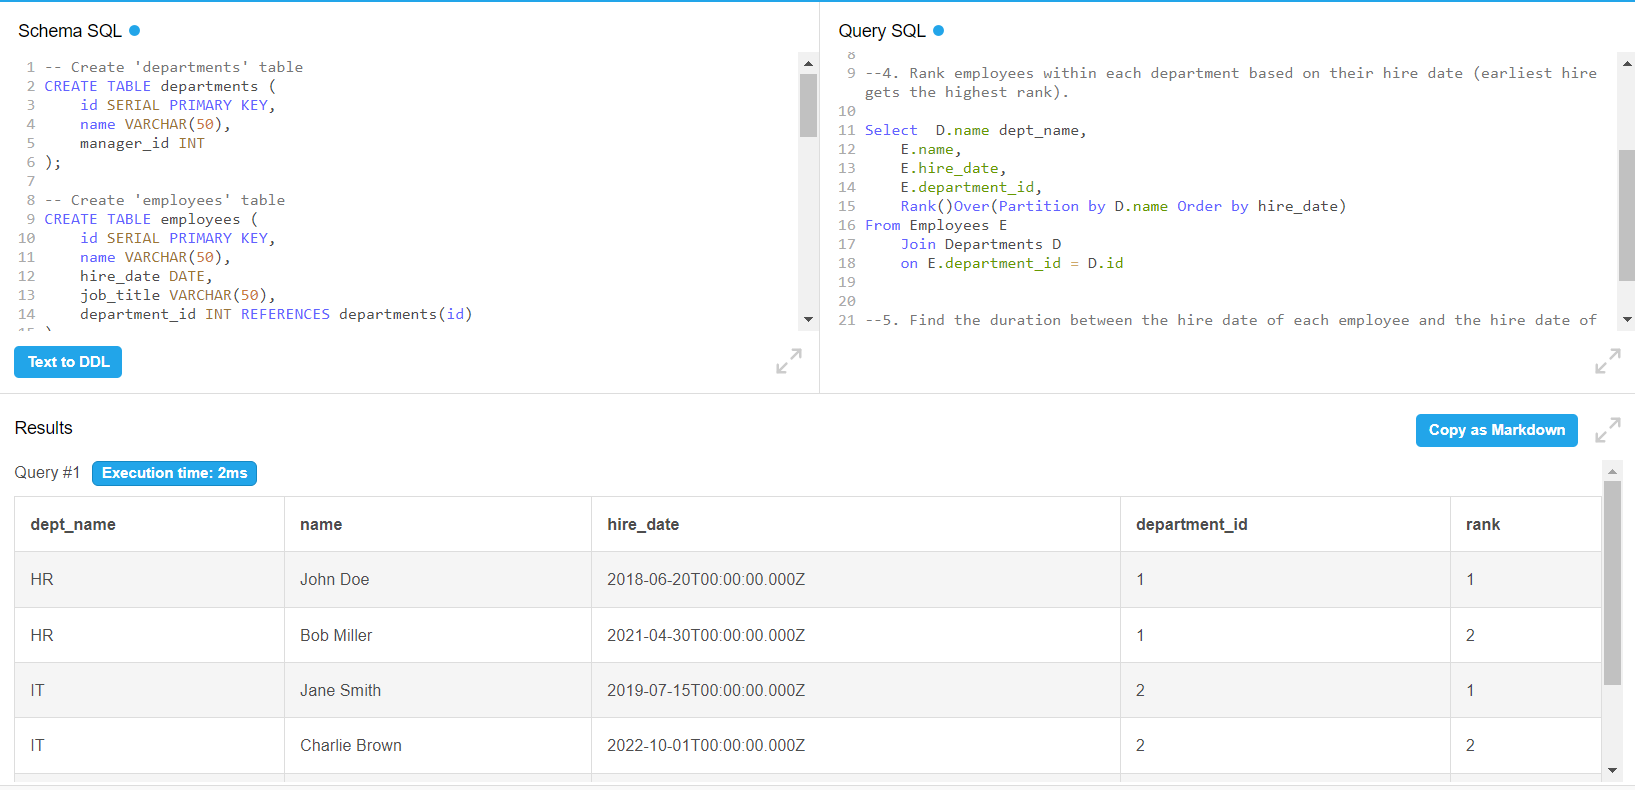 Schema SQL
1 -- Create 'departments' table
2 CREATE TABLE departments (
3 id SERIAL PRIMARY KEY,
4 name VARCHAR(50),
5 manager_id INT
6 );
7
8 -- Create 'employees' table
9 CREATE TABLE employees (
10 id SERIAL PRIMARY KEY,
11 name VARCHAR(50),
12 hire_date DATE,
13 job_title VARCHAR(50),
14 department_id INT REFERENCES departments(id)
Text to DDL
Query SQL
8
9 --4. Rank employees within each department based on their hire date (earliest hire
gets the highest rank).
10
11 Select  D.name dept_name,
12 E.name,
13 E.hire_date,
14 E.department_id,
15 Rank()Over(Partition by D.name Order by hire_date)
16 From Employees E
17 Join Departments D
18 on E.department_id = D.id
19
20
21 --5. Find the duration between the hire date of each employee and the hire date of
Results
Copy as Markdown
Query #1 Execution time: 2ms
dept_name name hire_date department_id rank
HR John Doe 2018-06-20T00:00:00.000Z 1 1
HR Bob Miller 2021-04-30T00:00:00.000Z 1 2
IT Jane Smith 2019-07-15T00:00:00.000Z 2 1
IT Charlie Brown 2022-10-01T00:00:00.000Z 2 2